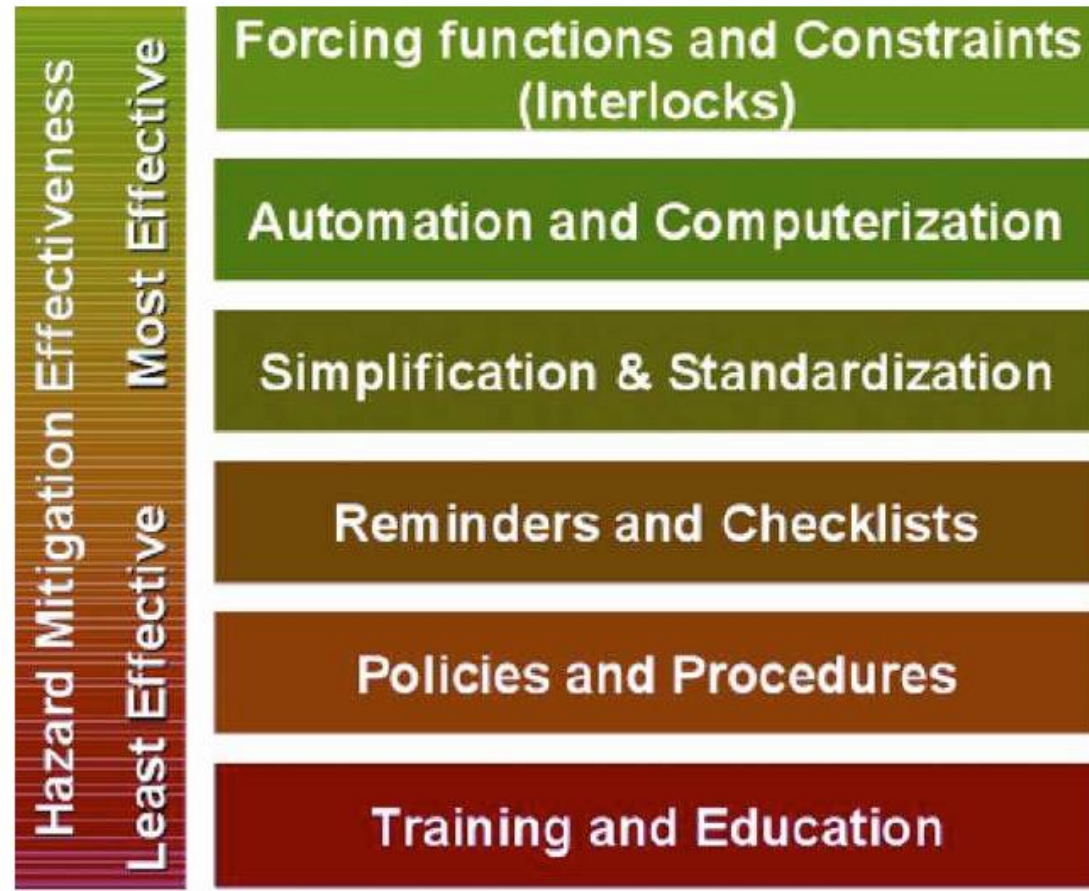 Hazard Mitigation Effectiveness
Most Effective
Least Effective
Forcing functions and Constraints
(Interlocks)
Automation and Computerization
Simplification & Standardization
Reminders and Checklists
Policies and Procedures
Training and Education